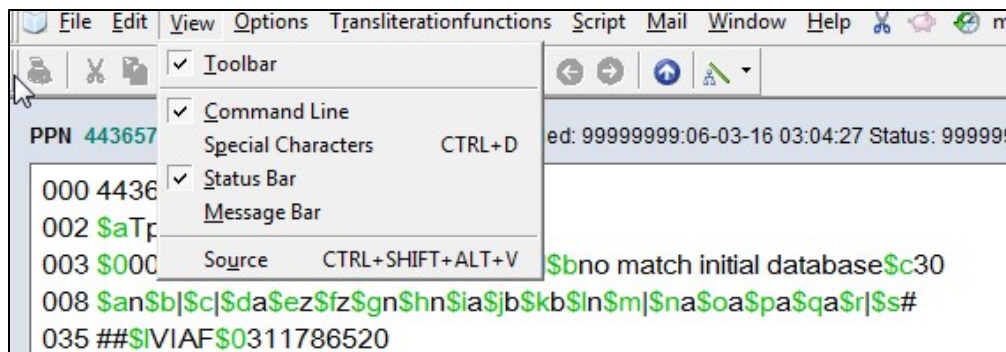 File Edit View Options Transliterationfunctions Script Mail Window Help
Toolbar
Command Line
Special Characters CTRL+D
Status Bar
Message Bar
Source CTRL+SHIFT+ALT+V
PPN 443657 ed: 99999999:06-03-16 03:04:27 Status: 999999
000 4436
002 $aTp
003 $000 $bno match initial database$c30
008 $an$b|$c|$da$ez$fz$gn$hn$ia$jb$kb$ln$m|$na$oa$pa$qa$r|$s#
035 ##$lVIAF$0311786520